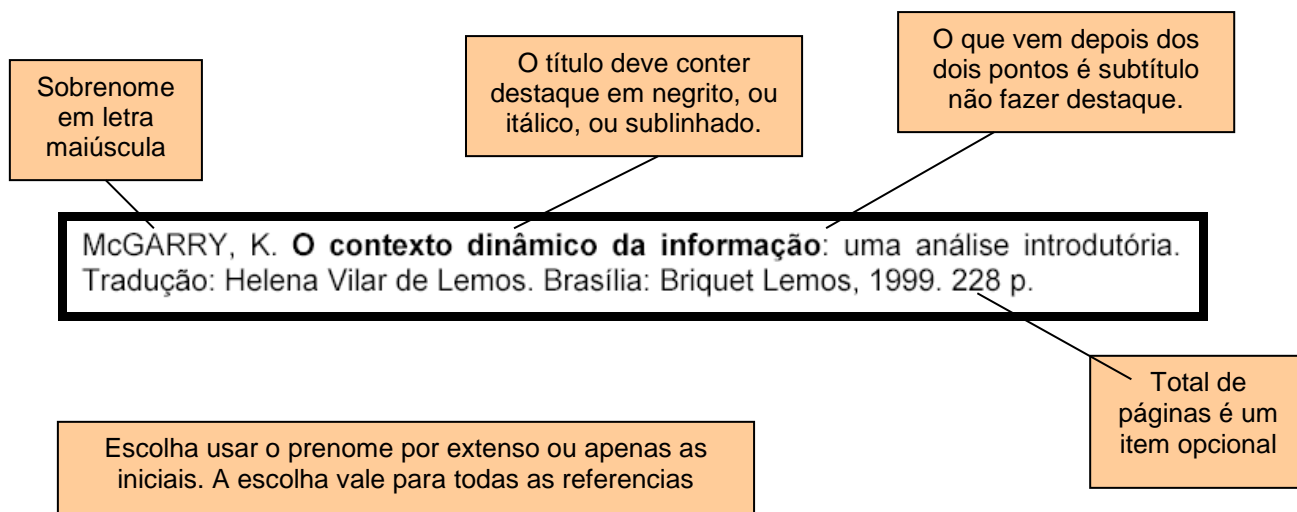 Sobrenome
em letra
maiúscula
O título deve conter
destaque em negrito, ou
itálico, ou sublinhado.
O que vem depois dos
dois pontos é subtítulo
não fazer destaque.
McGARRY, K. O contexto dinâmico da informação: uma análise introdutória.
Tradução: Helena Vilar de Lemos. Brasília: Briquet Lemos, 1999. 228 p.
Total de
páginas é um
item opcional
Escolha usar o prenome por extenso ou apenas as
iniciais. A escolha vale para todas as referencias